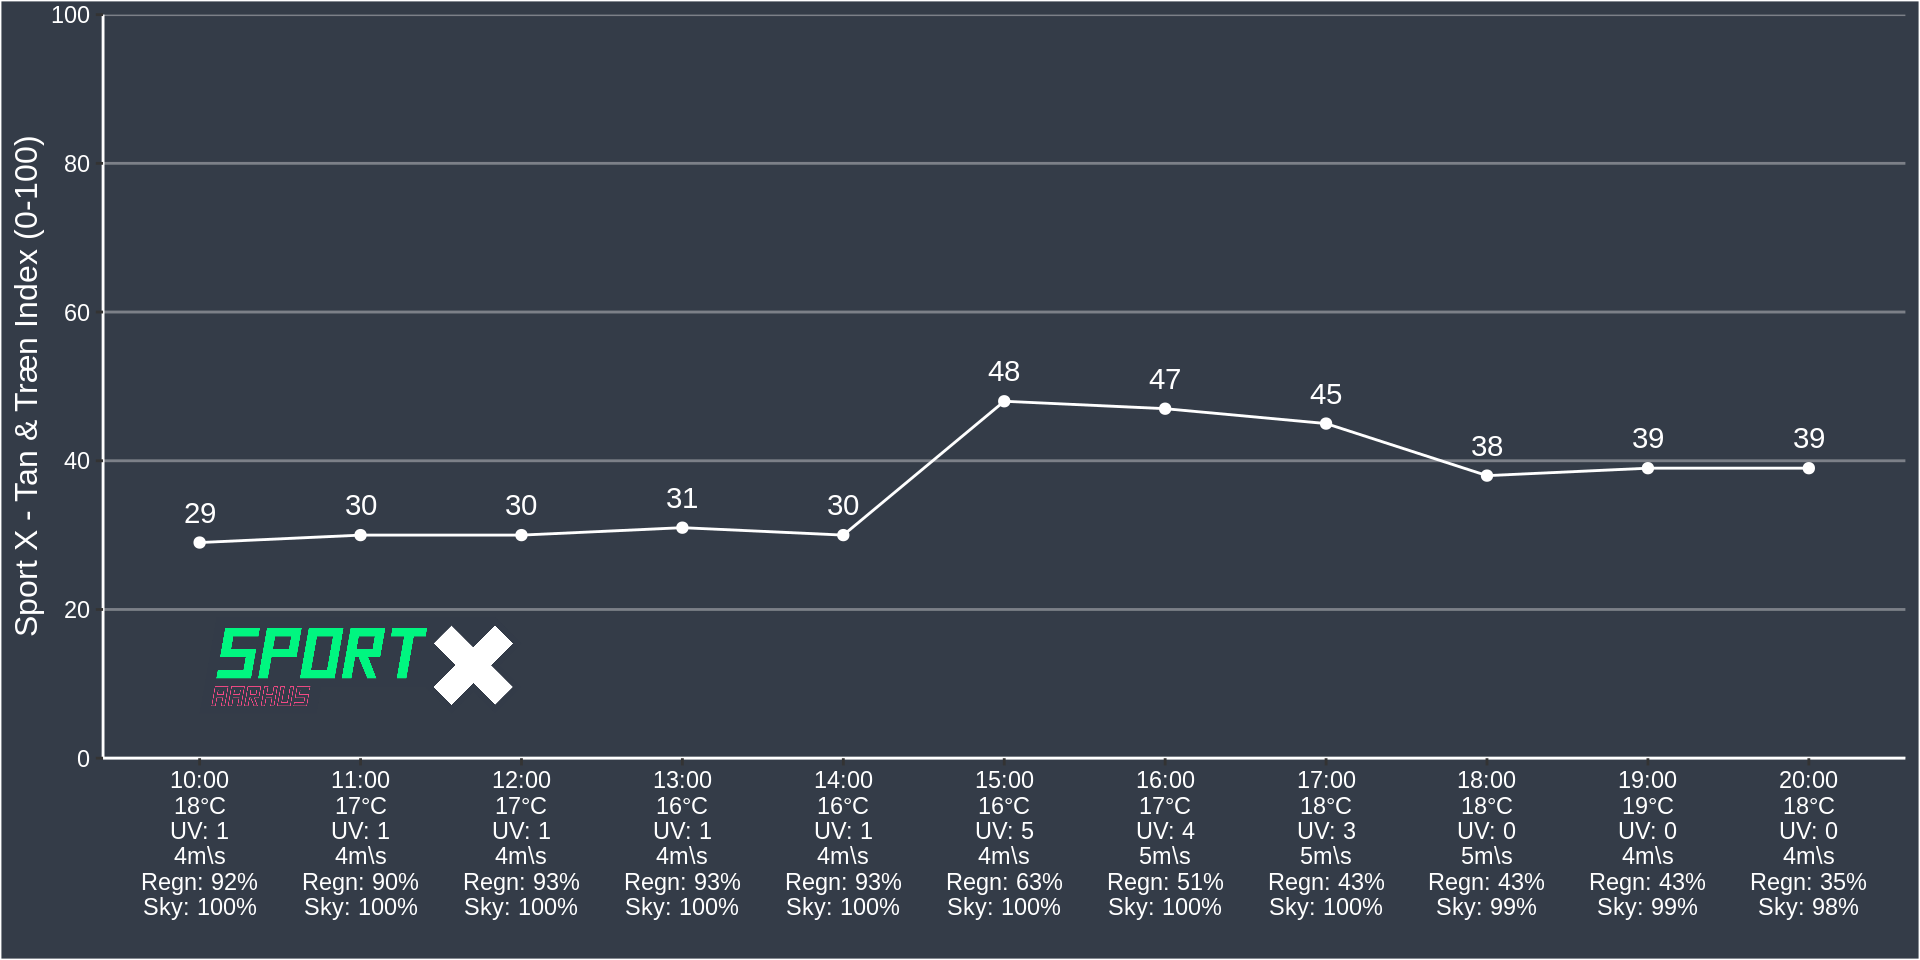 Sport X - Tan & Træn Index (0-100)
100
80
60
40
20
0
29
30
30
31
30
48
47
45
38
39
39
SPORT X
AARHUS
10:00 11:00 12:00 13:00 14:00 15:00 16:00 17:00 18:00 19:00 20:00
18°C 17°C 17°C 16°C 16°C 16°C 17°C 18°C 18°C 19°C 18°C
UV: 1 UV: 1 UV: 1 UV: 1 UV: 1 UV: 5 UV: 4 UV: 3 UV: 0 UV: 0 UV: 0
4m\s 4m\s 4m\s 4m\s 4m\s 4m\s 5m\s 5m\s 5m\s 4m\s 4m\s
Regn: 92% Regn: 90% Regn: 93% Regn: 93% Regn: 93% Regn: 63% Regn: 51% Regn: 43% Regn: 43% Regn: 43% Regn: 35%
Sky: 100% Sky: 100% Sky: 100% Sky: 100% Sky: 100% Sky: 100% Sky: 100% Sky: 100% Sky: 99% Sky: 99% Sky: 98%